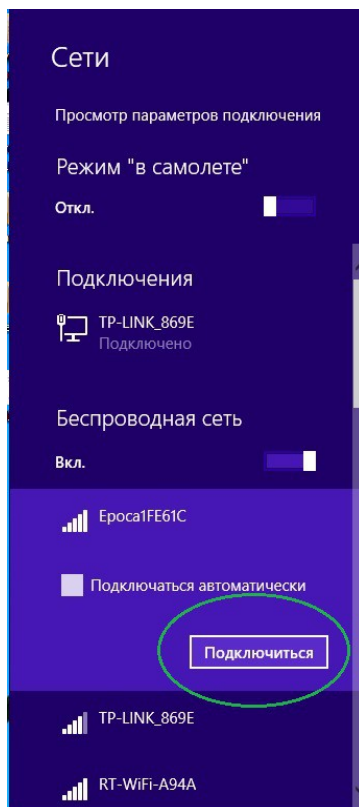 Сети
Просмотр параметров подключения
Режим "в самолете"
Откл.
Подключения
TP-LINK_869E
Подключено
Беспроводная сеть
Вкл.
Epoca1FE61C
Подключаться автоматически
Подключиться
TP-LINK_869E
RT-WiFi-A94A